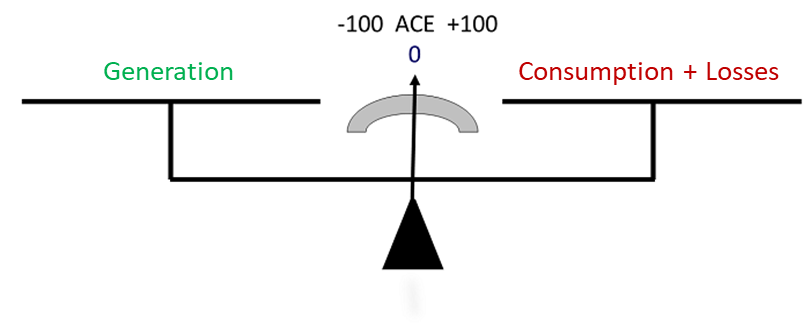 -100 ACE +100
0
Generation
Consumption + Losses